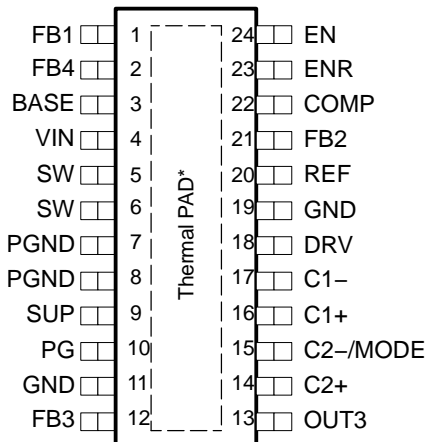 FB1 1 24 EN
FB4 2 23 ENR
BASE 3 22 COMP
VIN 4 21 FB2
SW 5 20 REF
SW 6 19 GND
PGND 7 18 DRV
PGND 8 17 C1−
SUP 9 16 C1+
PG 10 15 C2−/MODE
GND 11 14 C2+
FB3 12 13 OUT3
Thermal PAD*